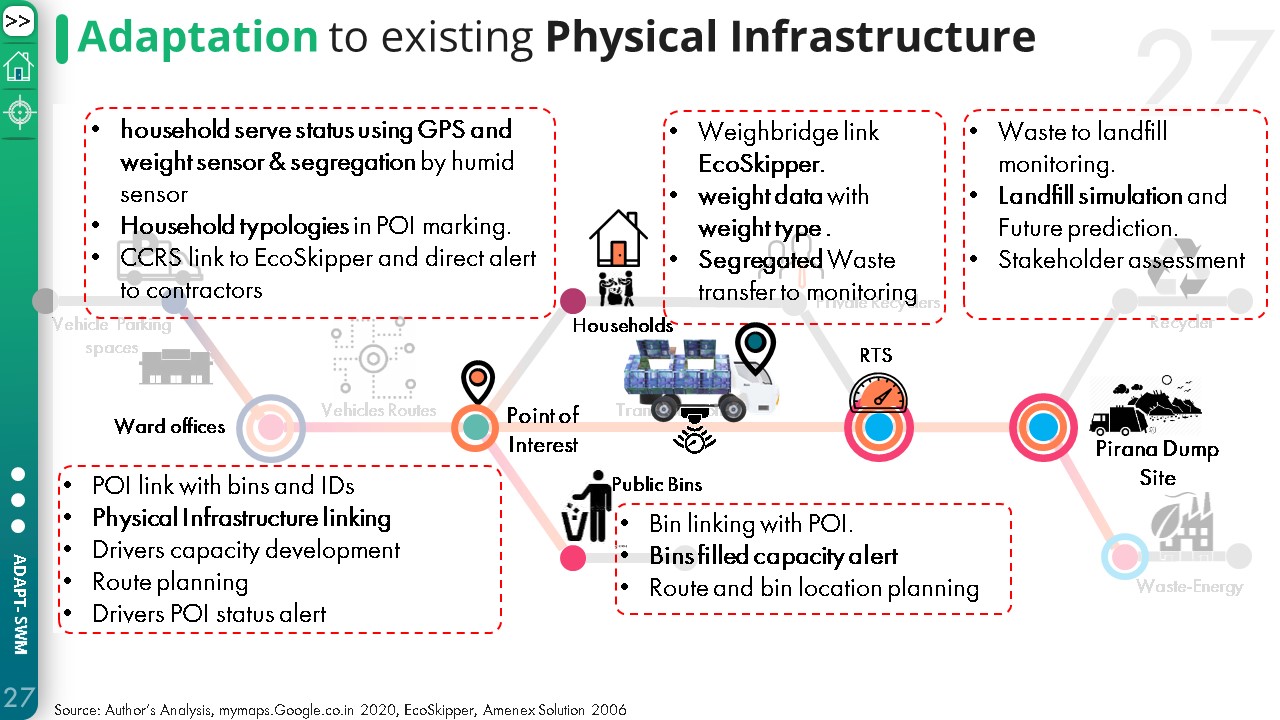 >>
Adaptation to existing Physical Infrastructure
27
• household serve status using GPS and
weight sensor & segregation by humid
sensor
• Household typologies in POI marking.
• CCRS link to EcoSkipper and direct alert
to contractors
• Weighbridge link
EcoSkipper.
• weight data with
weight type .
• Segregated Waste
transfer to monitoring
• Waste to landfill
monitoring.
• Landfill simulation and
Future prediction.
• Stakeholder assessment
Vehicle Parking
spaces
Households
Private Recyclers
Recycler
RTS
Vehicles Routes
Ward offices
Point of
Interest
Pirana Dump
Site
• POI link with bins and IDs
• Physical Infrastructure linking
• Drivers capacity development
• Route planning
• Drivers POI status alert
Public Bins
• Bin linking with POI.
• Bins filled capacity alert
• Route and bin location planning
Waste-Energy
ADAPT- SWM
27
Source: Author's Analysis, mymaps.Google.co.in 2020, EcoSkipper, Amenex Solution 2006